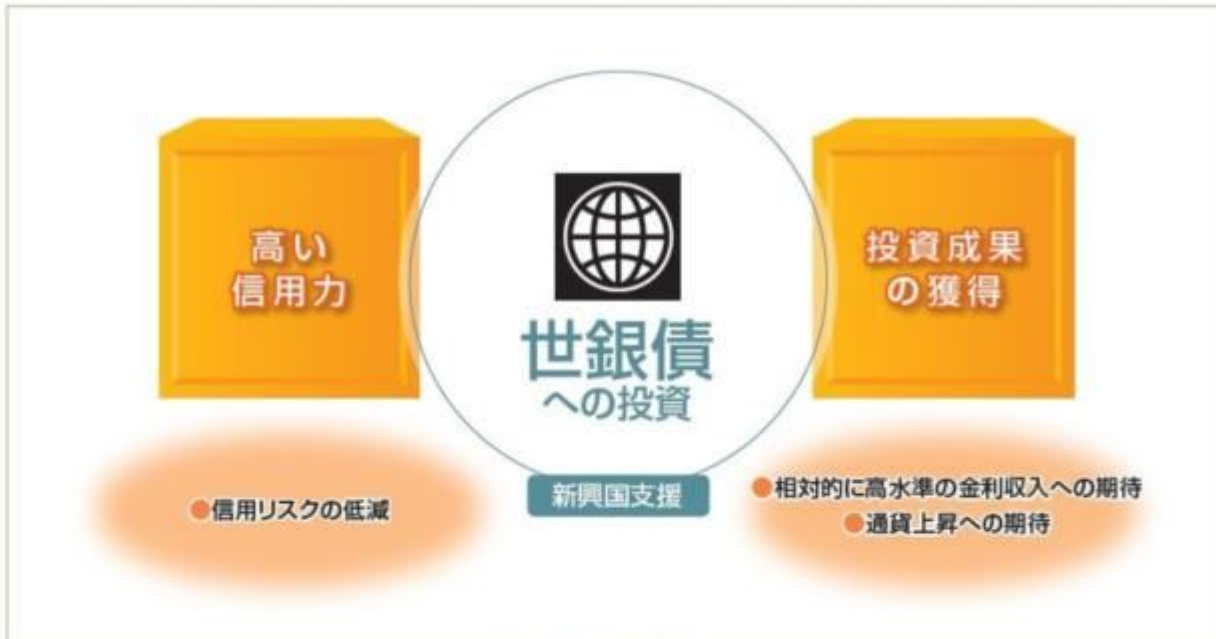 高い
信用力
世銀債
への投資
新興国支援
投資成果
の獲得
●信用リスクの低減
●相対的に高水準の金利収入への期待
●通貨上昇への期待